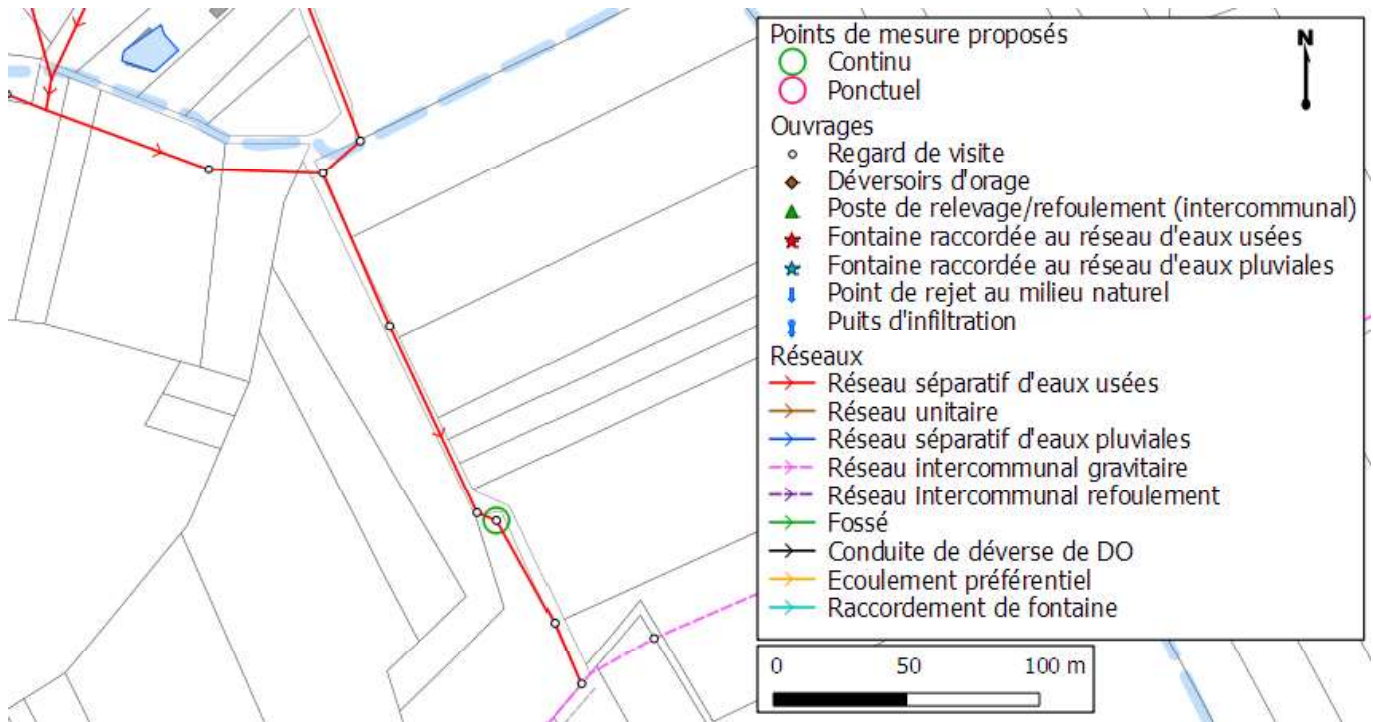 Points de mesure proposés
N
Continu
Ponctuel
Ouvrages
Regard de visite
Déversoirs d'orage
Poste de relevage/refoulement (intercommunal)
Fontaine raccordée au réseau d'eaux usées
Fontaine raccordée au réseau d'eaux pluviales
Point de rejet au milieu naturel
Puits d'infiltration
Réseaux
Réseau séparatif d'eaux usées
Réseau unitaire
Réseau séparatif d'eaux pluviales
Réseau intercommunal gravitaire
Réseau intercommunal refoulement
Fossé
Conduite de déverse de DO
Ecoulement préférentiel
Raccordement de fontaine
0 50 100 m